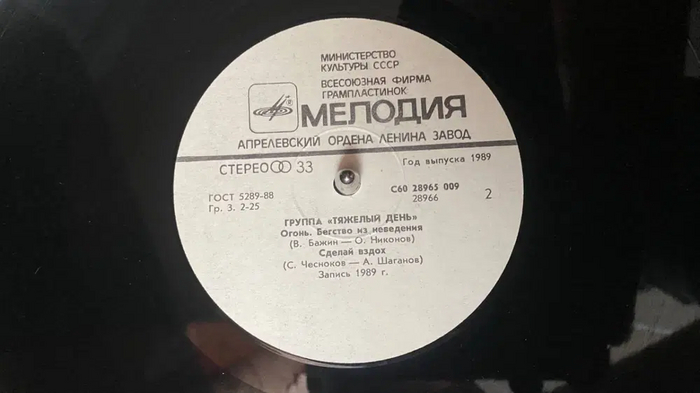 МИНИСТЕРСТВО
КУЛЬТУРЫ СССР
ВСЕСОЮЗНАЯ ФИРМА
ГРАМПЛАСТИНОК
МЕЛОДИЯ
АПРЕЛЕВСКИЙ ОРДЕНА ЛЕНИНА ЗАВОД
СТЕРЕО 33
Год выпуска 1989
ГОСТ 5289-88
Гр. 3. 2-25
С60 28965 009
28966
2
ГРУППА «ТЯЖЕЛЫЙ ДЕНЬ»
Огонь. Бегство из неведения
(В. Бажин — О. Никонов)
Сделай вздох
(С. Чесноков — А. Шаганов)
Запись 1989 г.